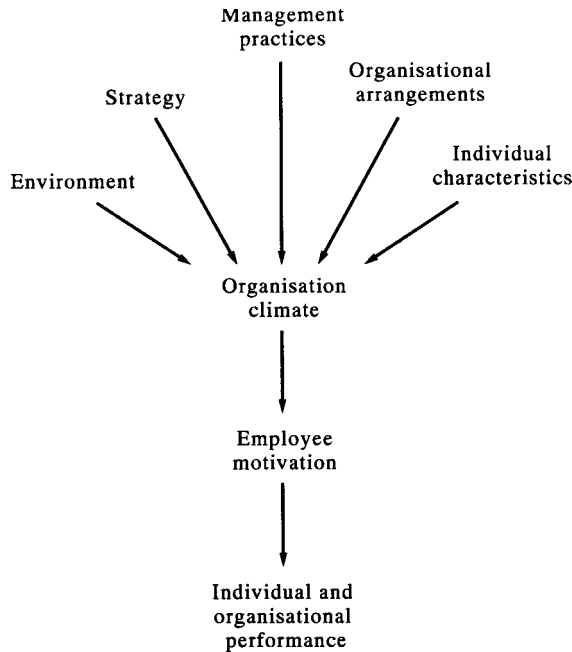 Management
practices
Organisational
arrangements
Strategy
Individual
characteristics
Environment
Organisation
climate
Employee
motivation
Individual and
organisational
performance